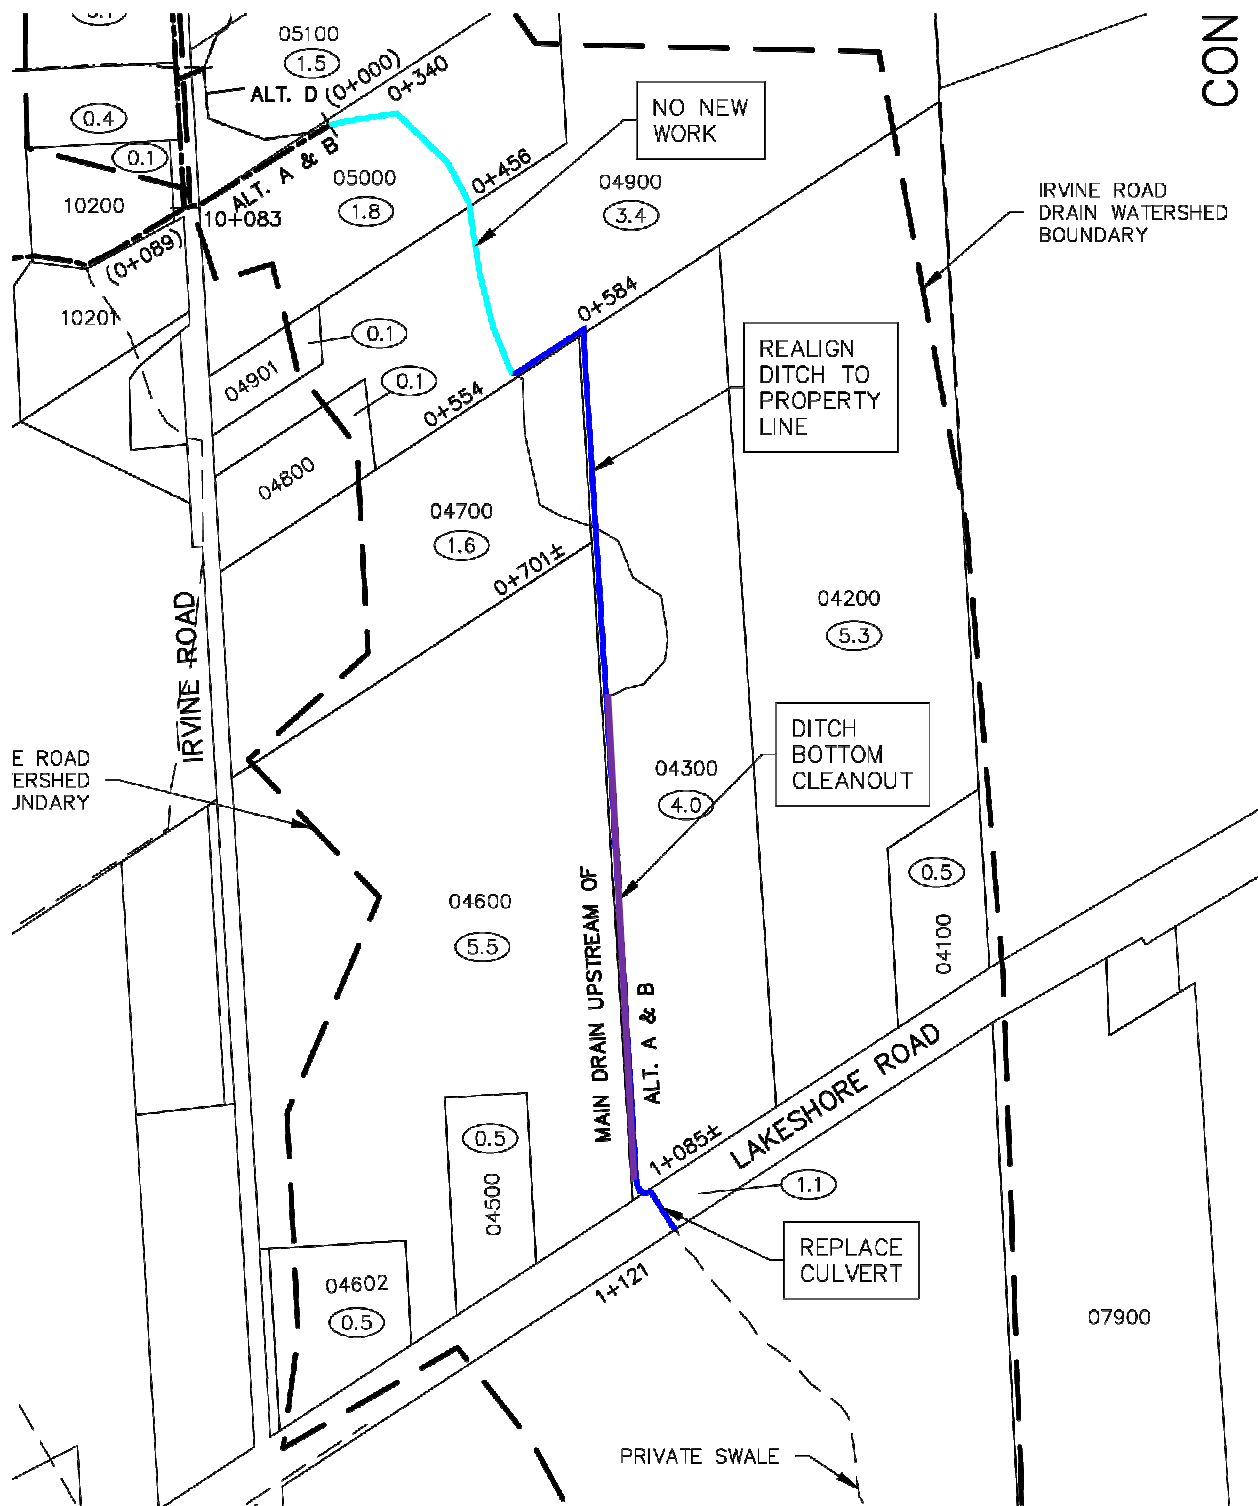 CON
05100
1.5
ALT. D
(0+000)
0+340
NO NEW
WORK
0.4
0.1
ALT. A & B
05000
1.8
0+456
04900
3.4
10200
10+083
(0+089)
IRVINE ROAD
DRAIN WATERSHED
BOUNDARY
10201
0+584
0.1
04901
0.1
0+554
REALIGN
DITCH TO
PROPERTY
LINE
04800
04700
1.6
0+701±
04200
5.3
IRVINE ROAD
DITCH
BOTTOM
CLEANOUT
E ROAD
ERSHED
JNDARY
04300
4.0
0.5
04100
04600
5.5
MAIN DRAIN UPSTREAM OF
ALT. A & B
LAKESHORE ROAD
0.5
04500
1+085±
1.1
REPLACE
CULVERT
1+121
04602
0.5
07900
PRIVATE SWALE